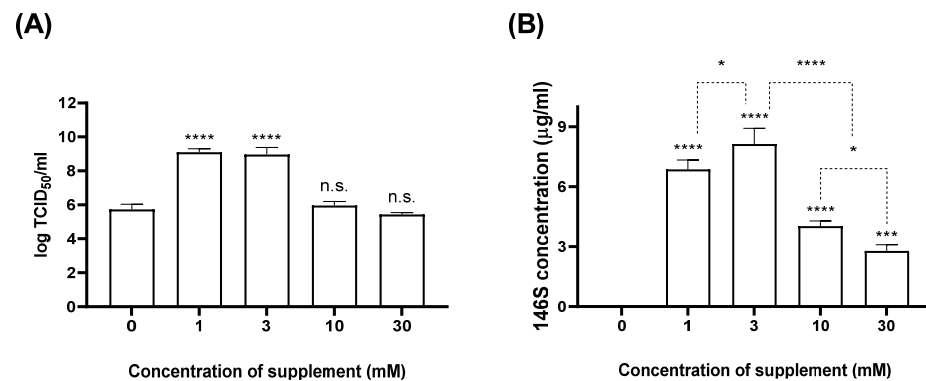 (A)
(B)
* ****
12
10
8
6
4
2
0
log TCID50/ml
**** ****
n.s. n.s.
0 1 3 10 30
Concentration of supplement (mM)
9
6
3
0
146S concentration (μg/ml)
****
****
*
****
***
0 1 3 10 30
Concentration of supplement (mM)